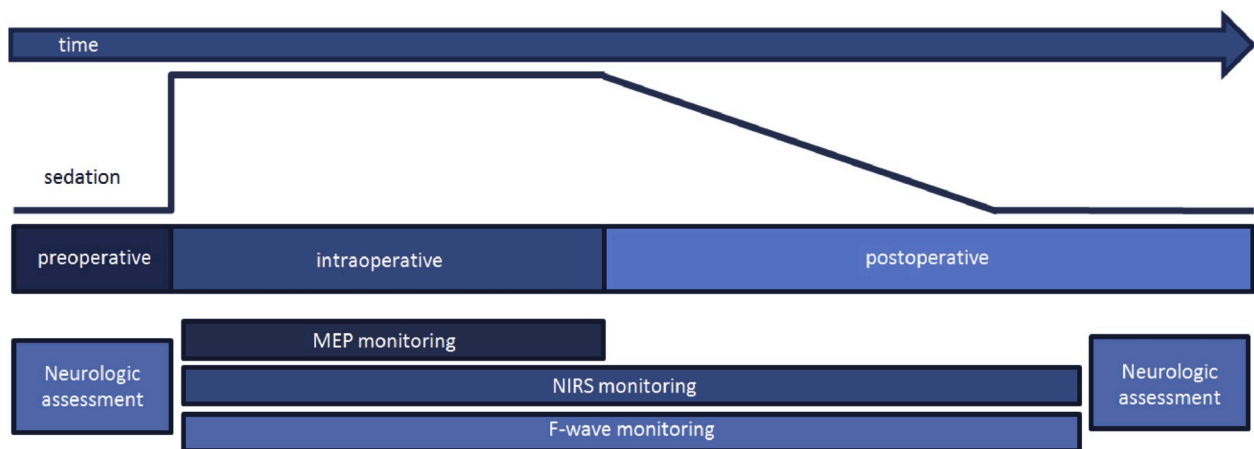 time
sedation
preoperative
intraoperative
postoperative
MEP monitoring
Neurologic
assessment
NIRS monitoring
Neurologic
assessment
F-wave monitoring